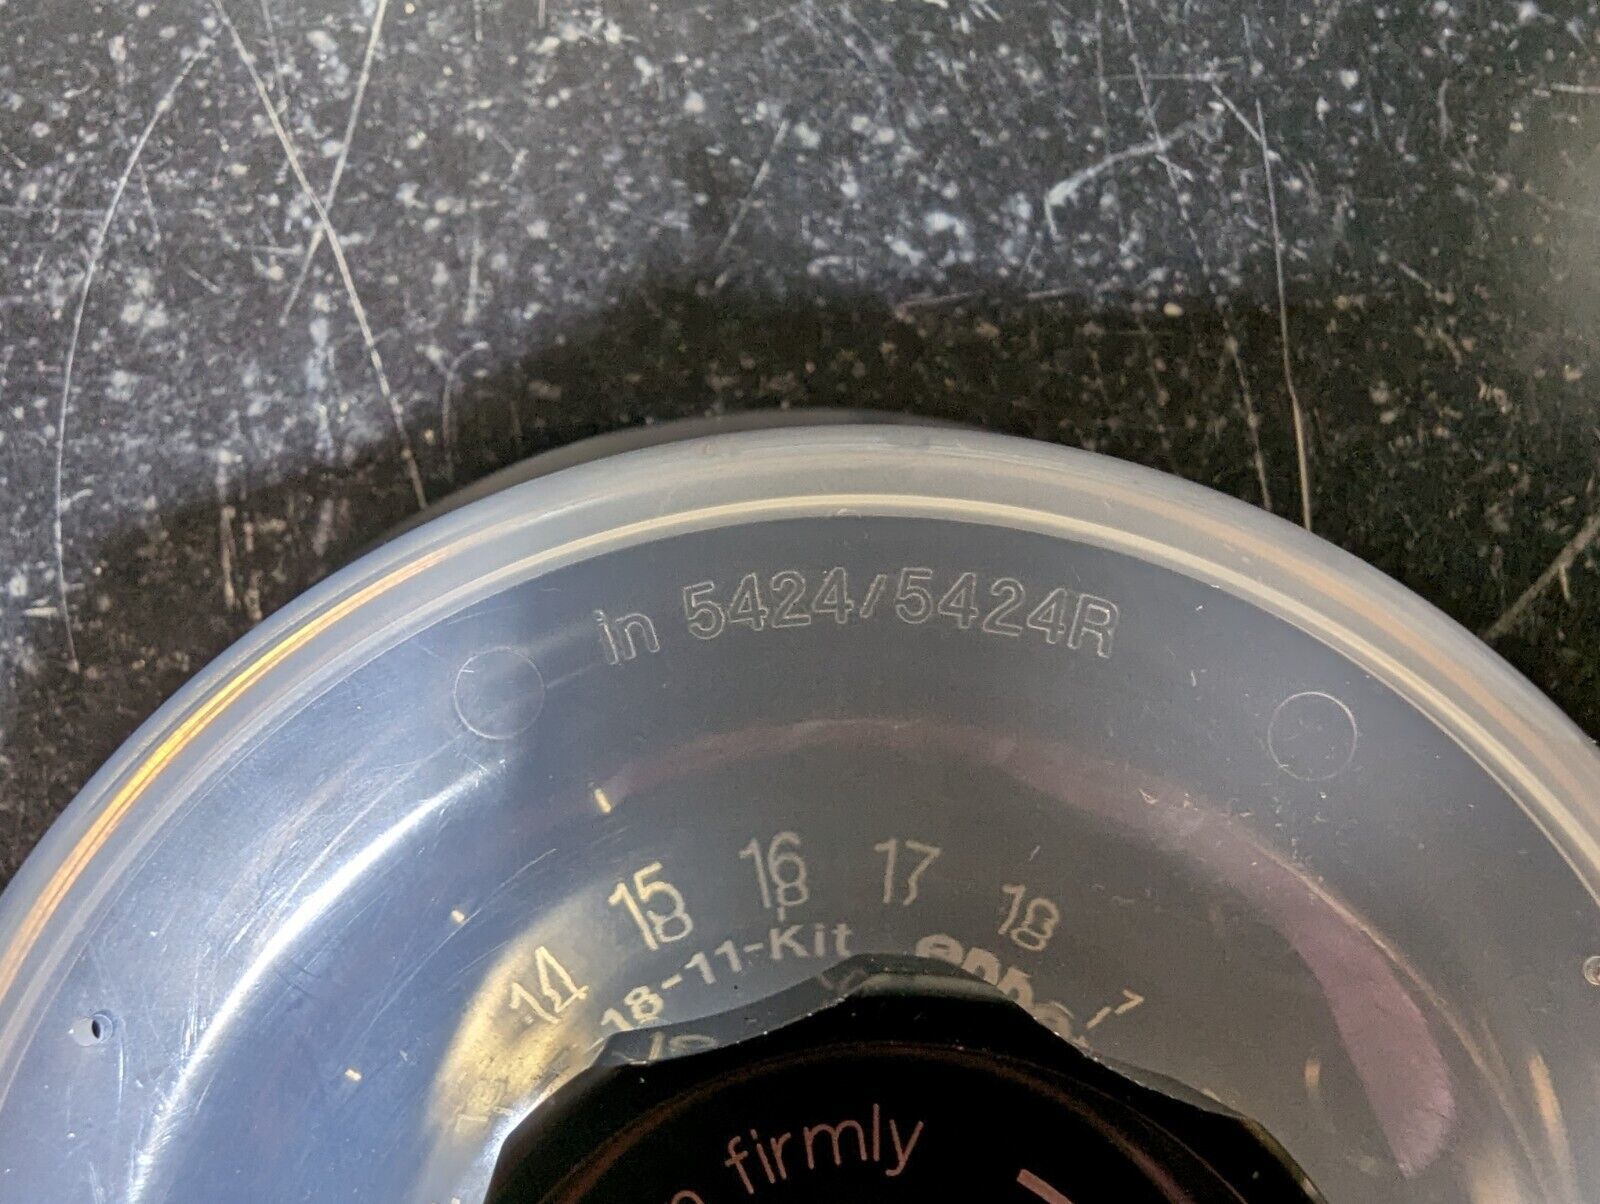 in 5424/5424R
14 15 16 17 18
18-11-Kit
firmly